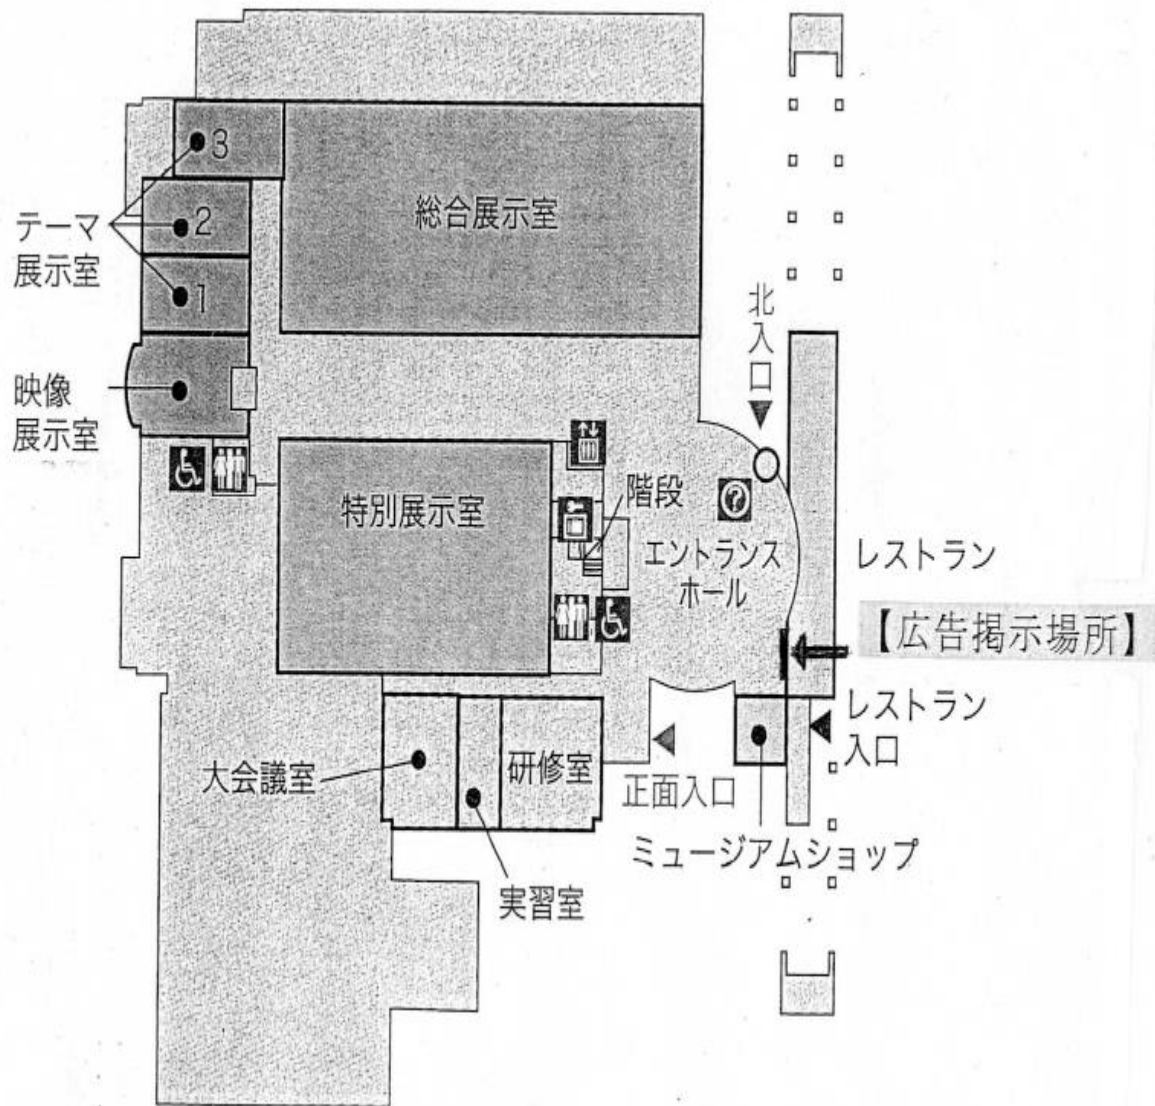 3
総合展示室
テーマ
展示室
2
1
北入口
映像
展示室
階段
特別展示室
?
エントランス
ホール
レストラン
【広告掲示場所】
レストラン
入口
大会議室
研修室
正面入口
ミュージアムショップ
実習室